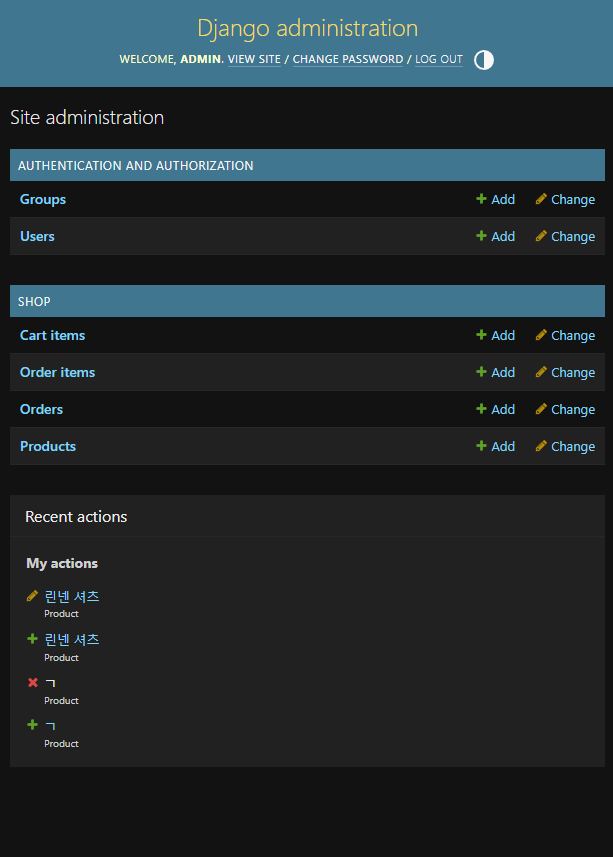 Django administration
WELCOME, ADMIN. VIEW SITE / CHANGE PASSWORD / LOG OUT
Site administration
AUTHENTICATION AND AUTHORIZATION
Groups Add Change
Users Add Change
SHOP
Cart items Add Change
Order items Add Change
Orders Add Change
Products Add Change
Recent actions
My actions
린넨 셔츠
Product
린넨 셔츠
Product
ㄱ
Product
ㄱ
Product